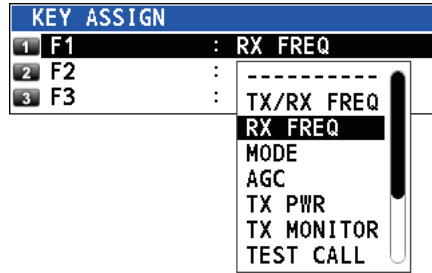 KEY ASSIGN
1 F1 : RX FREQ
2 F2 :
3 F3 :
----------
TX/RX FREQ
RX FREQ
MODE
AGC
TX PWR
TX MONITOR
TEST CALL